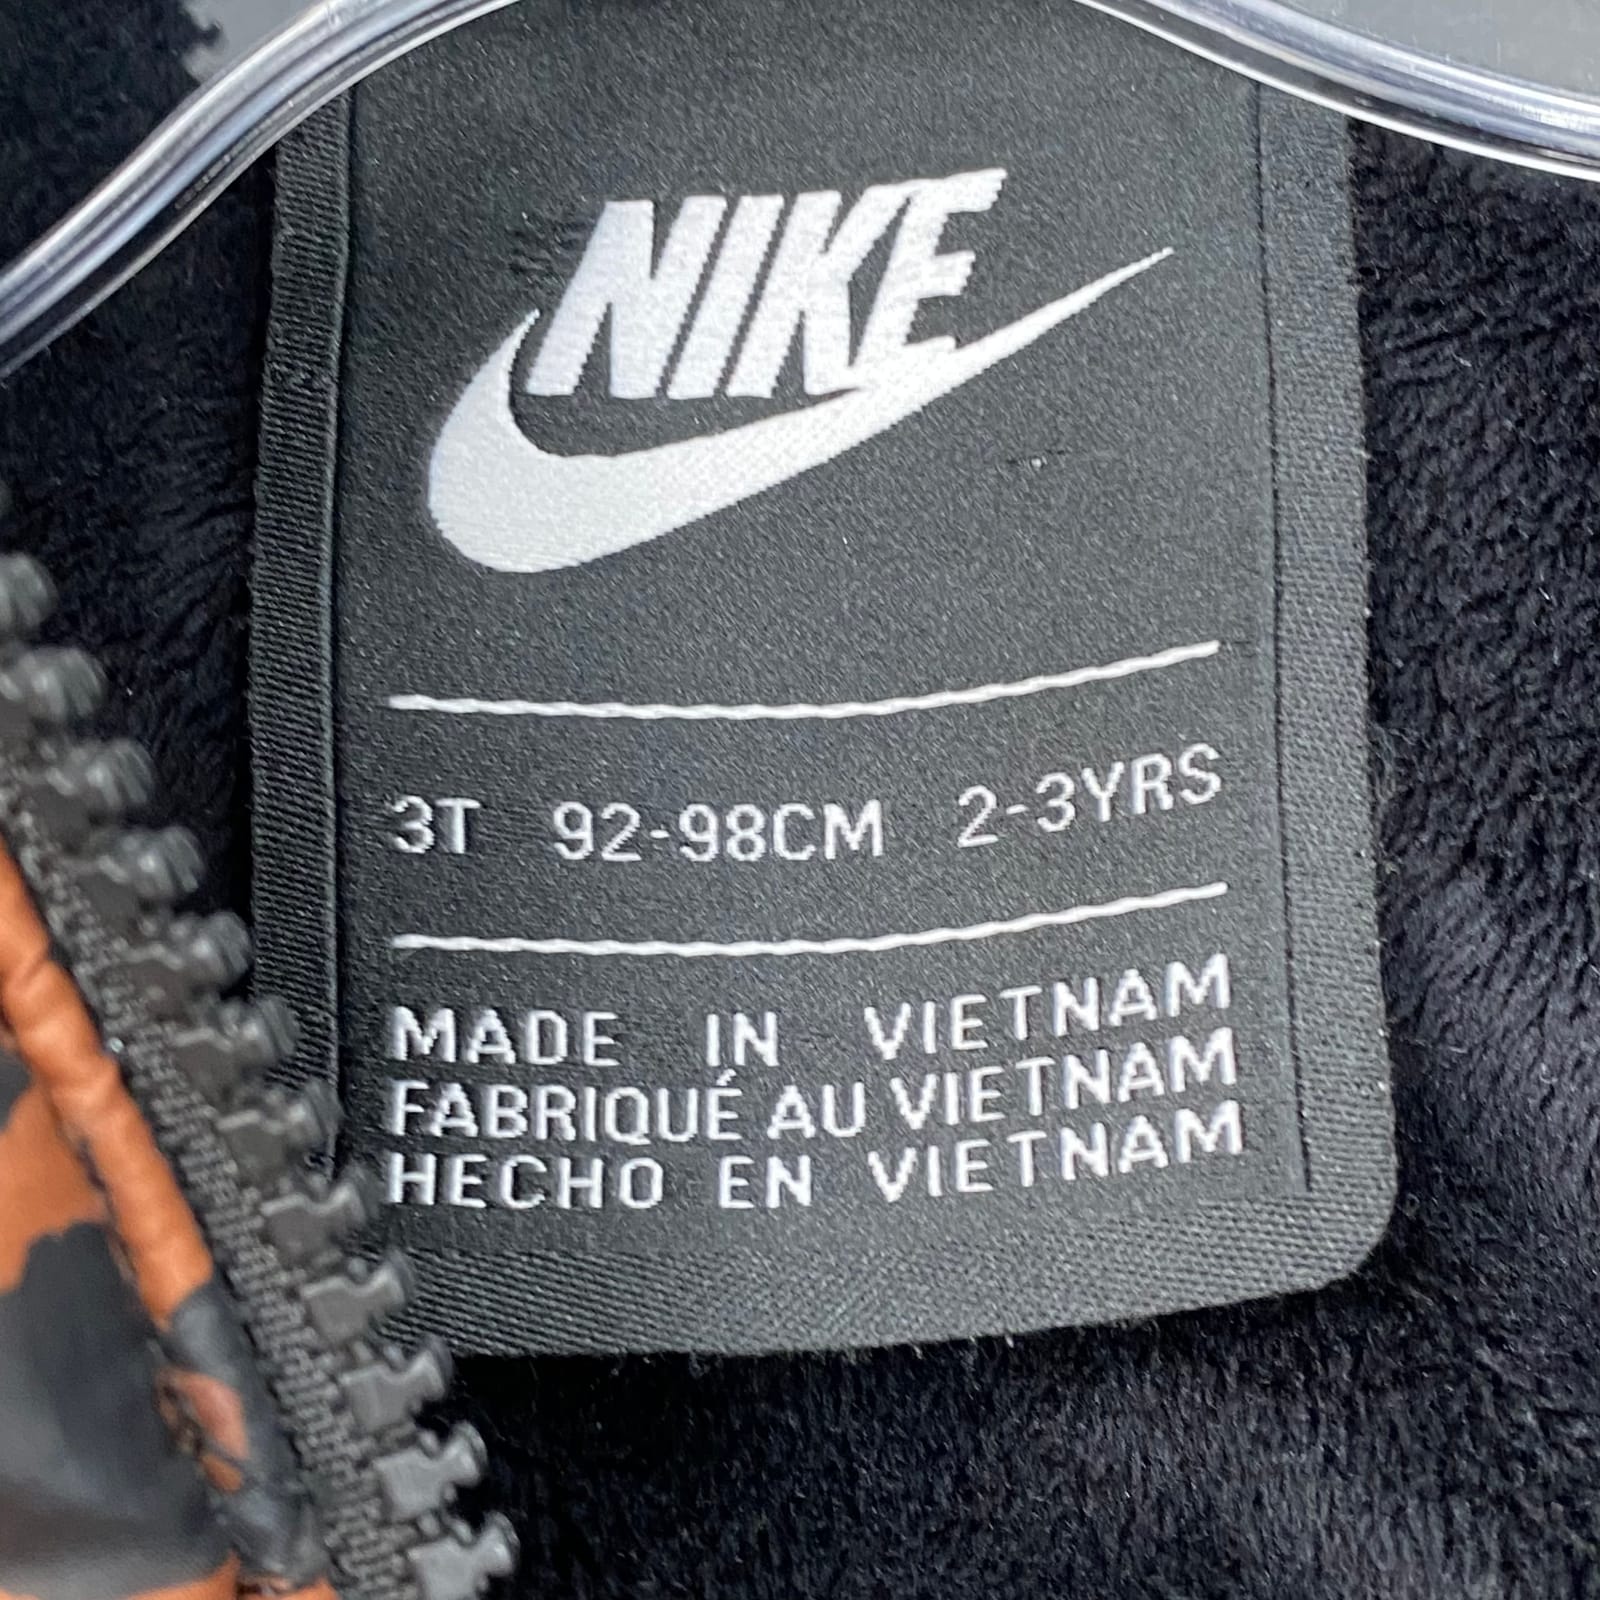 NIKE
3T 92-98CM 2-3YRS
MADE IN VIETNAM
FABRIQUÉ AU VIETNAM
HECHO EN VIETNAM